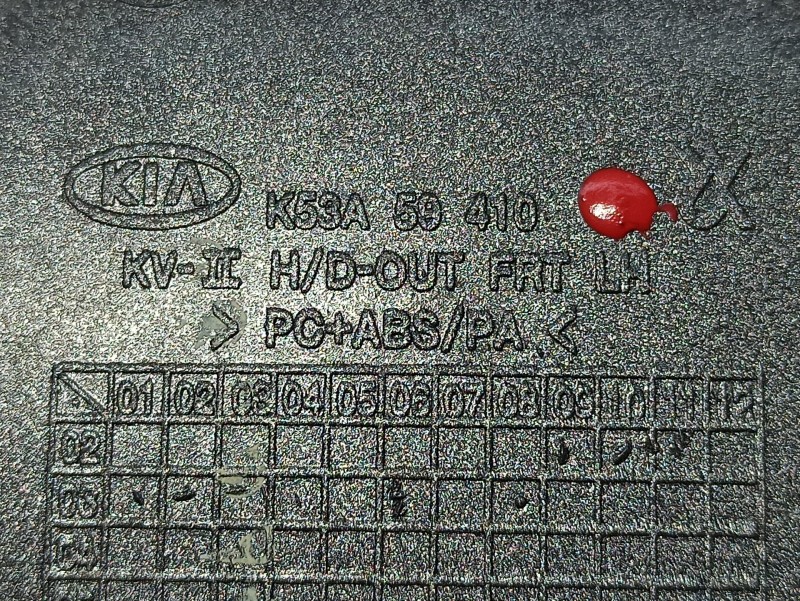 KIA K53A 59 410
KV-II H/D-OUT FRT LH
> PC+ABS/PA <
01 02 03 04 05 06 07 08 09 10 11 12
02
03
04